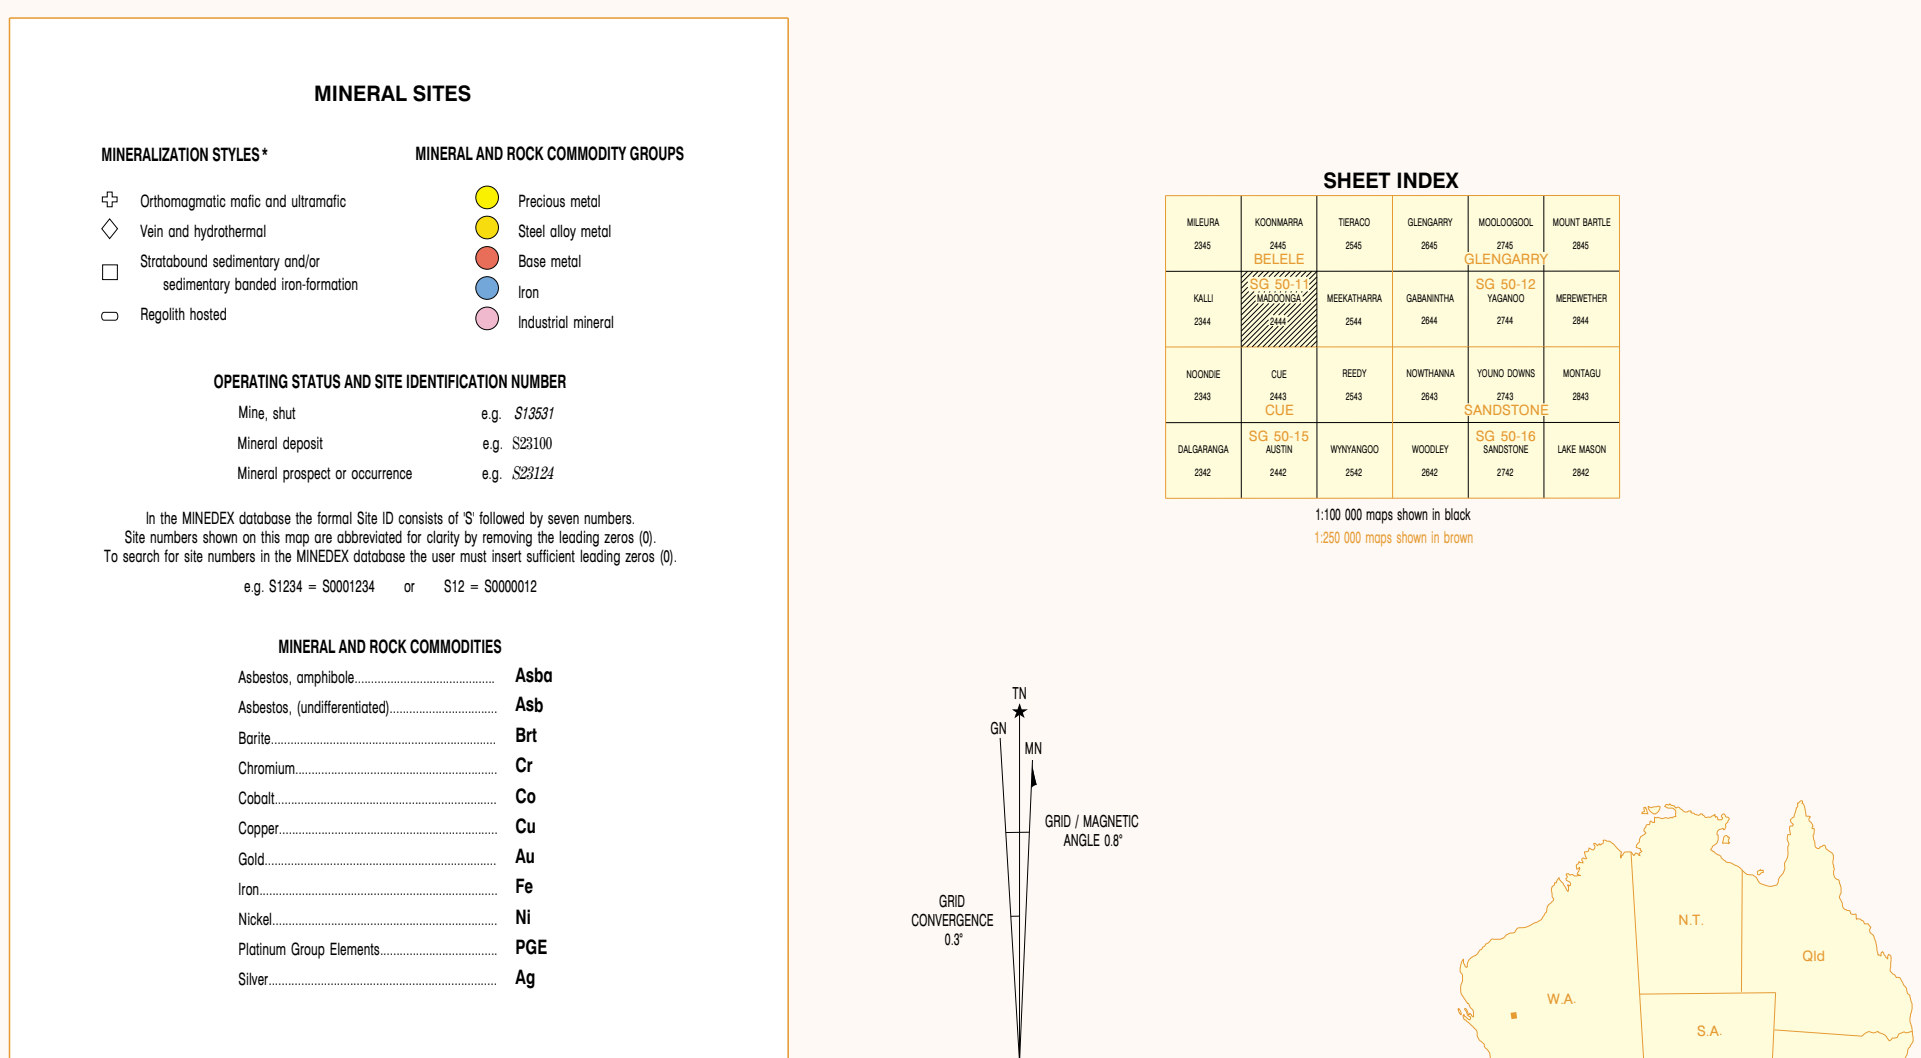 MINERAL SITES
MINERALIZATION STYLES *
Orthomagmatic mafic and ultramafic
Vein and hydrothermal
Stratabound sedimentary and/or
sedimentary banded iron-formation
Regolith hosted
MINERAL AND ROCK COMMODITY GROUPS
Precious metal
Steel alloy metal
Base metal
Iron
Industrial mineral
OPERATING STATUS AND SITE IDENTIFICATION NUMBER
Mine, shut e.g. S13531
Mineral deposit e.g. S23100
Mineral prospect or occurrence e.g. S23124
In the MINEDEX database the formal Site ID consists of 'S' followed by seven numbers.
Site numbers shown on this map are abbreviated for clarity by removing the leading zeros (0).
To search for site numbers in the MINEDEX database the user must insert sufficient leading zeros (0).
e.g. S1234 = S0001234 or S12 = S0000012
MINERAL AND ROCK COMMODITIES
Asbestos, amphibole........................................... Asba
Asbestos, (undifferentiated)................................. Asb
Barite..................................................................... Brt
Chromium.............................................................. Cr
Cobalt.................................................................... Co
Copper................................................................... Cu
Gold....................................................................... Au
Iron......................................................................... Fe
Nickel..................................................................... Ni
Platinum Group Elements.................................... PGE
Silver...................................................................... Ag
SHEET INDEX
MILEURA KOONMARRA TIERACO GLENGARRY MOOLOOGOOL MOUNT BARTLE
2345 2445 2545 2645 2745 2845
BELELE GLENGARRY
SG 50-11 SG 50-12
KALLI MADOONGA MEEKATHARRA GABANINTHA YAGANOO MEREWETHER
2344 2444 2544 2644 2744 2844
NOONDIE CUE REEDY NOWTHANNA YOUNO DOWNS MONTAGU
2343 2443 2543 2643 2743 2843
CUE SANDSTONE
SG 50-15 SG 50-16
DALGARANGA AUSTIN WYNYANGOO WOODLEY SANDSTONE LAKE MASON
2342 2442 2542 2642 2742 2842
1:100 000 maps shown in black
1:250 000 maps shown in brown
TN
GN
MN
GRID / MAGNETIC
ANGLE 0.8°
GRID
CONVERGENCE
0.3°
N.T.
Qld
W.A.
S.A.